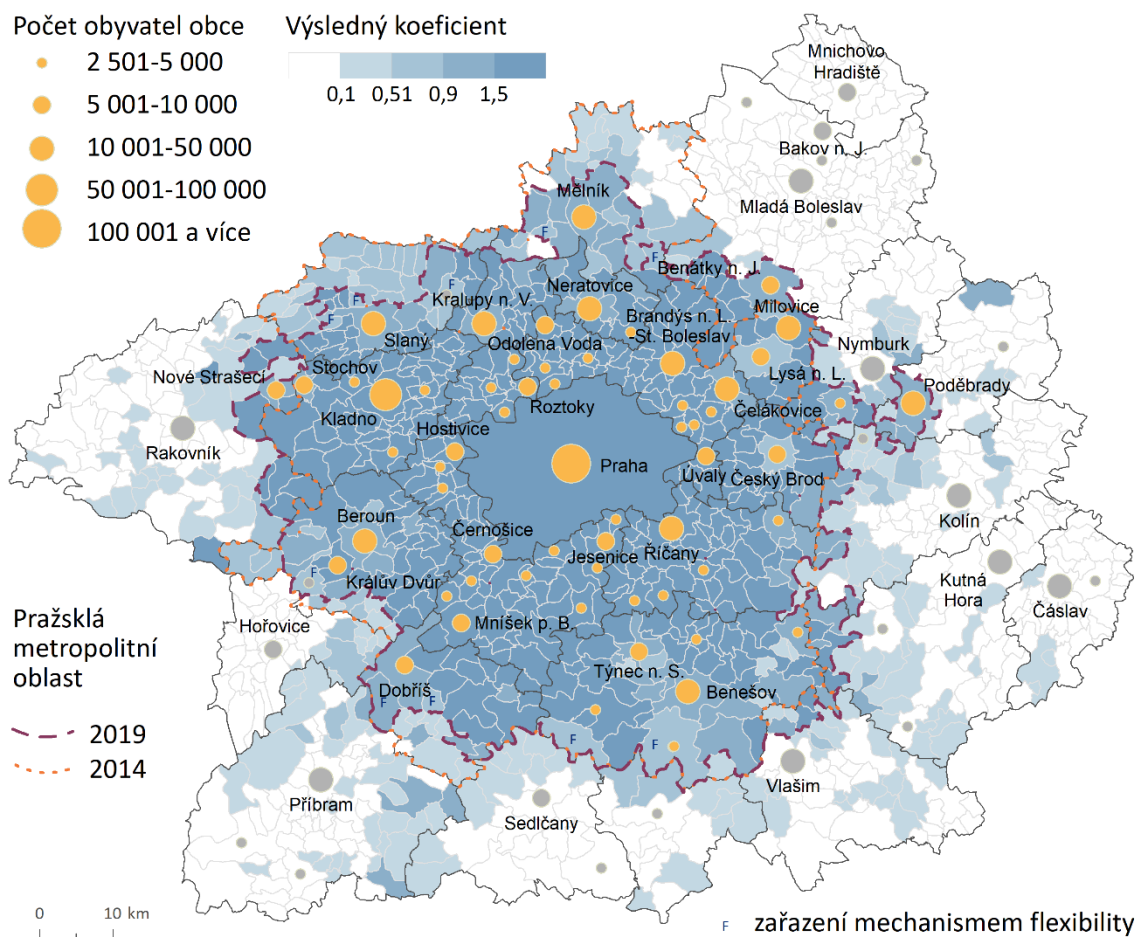 Počet obyvatel obce
2 501-5 000
5 001-10 000
10 001-50 000
50 001-100 000
100 001 a více
Výsledný koeficient
0,1 0,51 0,9 1,5
Mnichovo
Hradiště
Bakov n. J
Mladá Boleslav
Mělník
F
F
Benátky n. J.
F
Kralupy n. V.
Neratovice
Milovice
F
F
Slaný
Brandýs n. L.
-St. Boleslav
Odolena Voda
Nymburk
Stochov
Nové Strašecí
Lysá n. L.
Poděbrady
Kladno
Roztoky
Čelákovice
Hostivice
Rakovník
Praha
Úvaly
Český Brod
Kolín
Beroun
Černošice
Jesenice
Říčany
F
Králův Dvůr
Kutná
Hora
Čáslav
Pražsklá
metropolitní
oblast
2019
2014
Hořovice
Mníšek p. B.
Týnec n. S.
Dobříš
Benešov
F
F
F
F
Vlašim
Příbram
Sedlčany
0 10 km
F zařazení mechanismem flexibility